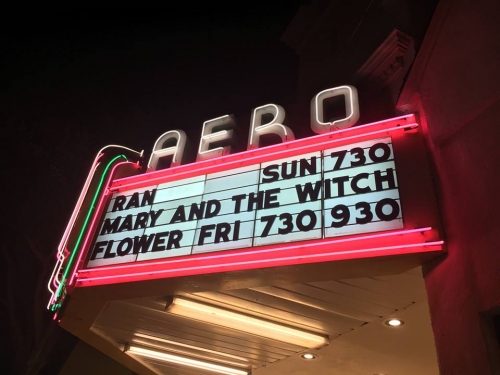 AERO
RAN SUN 730
MARY AND THE WITCH
FLOWER FRI 730 930